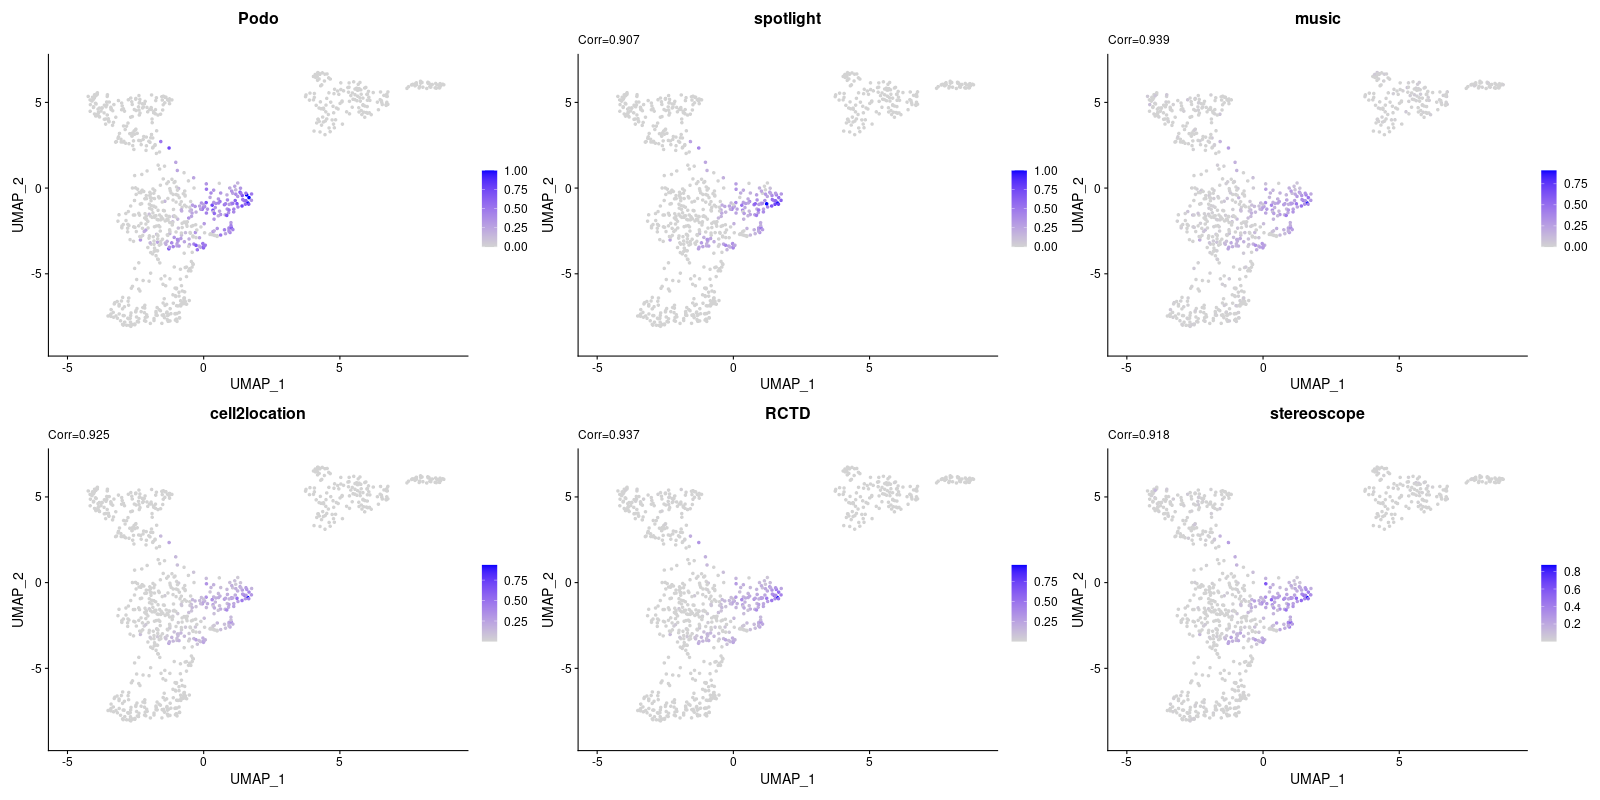 Podo
UMAP_2
5
0
-5
-5
0
5
UMAP_1
1.00
0.75
0.50
0.25
0.00
spotlight
Corr=0.907
UMAP_2
5
0
-5
-5
0
5
UMAP_1
1.00
0.75
0.50
0.25
0.00
music
Corr=0.939
UMAP_2
5
0
-5
-5
0
5
UMAP_1
0.75
0.50
0.25
0.00
cell2location
Corr=0.925
UMAP_2
5
0
-5
-5
0
5
UMAP_1
0.75
0.50
0.25
RCTD
Corr=0.937
UMAP_2
5
0
-5
-5
0
5
UMAP_1
0.75
0.50
0.25
stereoscope
Corr=0.918
UMAP_2
5
0
-5
-5
0
5
UMAP_1
0.8
0.6
0.4
0.2